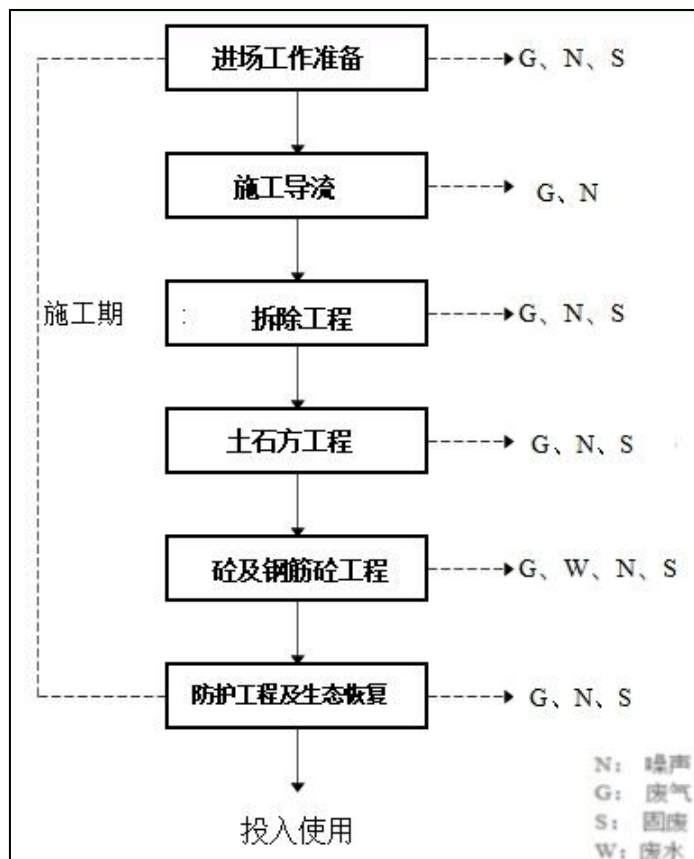 进场工作准备
G、N、S
施工导流
G、N
施工期
:
拆除工程
G、N、S
土石方工程
G、N、S
砼及钢筋砼工程
G、W、N、S
防护工程及生态恢复
G、N、S
投入使用
N：噪声
G：废气
S：固废
W：废水